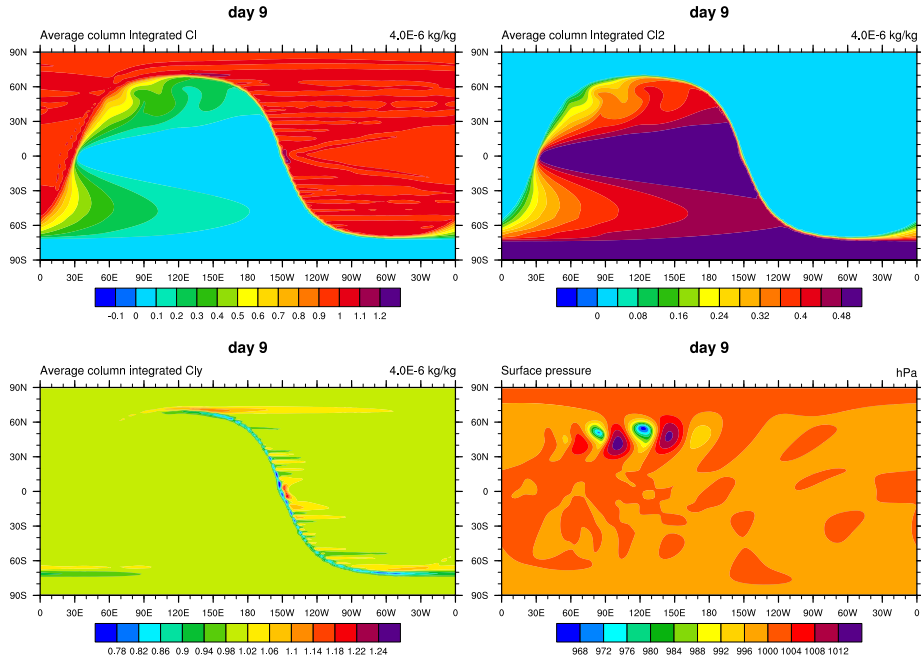 day 9
Average column Integrated Cl 4.0E-6 kg/kg
90N
60N
30N
0
30S
60S
90S
0 30E 60E 90E 120E 150E 180 150W 120W 90W 60W 30W 0
-0.1 0 0.1 0.2 0.3 0.4 0.5 0.6 0.7 0.8 0.9 1 1.1 1.2
day 9
Average column Integrated Cl2 4.0E-6 kg/kg
90N
60N
30N
0
30S
60S
90S
0 30E 60E 90E 120E 150E 180 150W 120W 90W 60W 30W 0
0 0.08 0.16 0.24 0.32 0.4 0.48
day 9
Average column integrated Cly 4.0E-6 kg/kg
90N
60N
30N
0
30S
60S
90S
0 30E 60E 90E 120E 150E 180 150W 120W 90W 60W 30W 0
0.78 0.82 0.86 0.9 0.94 0.98 1.02 1.06 1.1 1.14 1.18 1.22 1.24
day 9
Surface pressure hPa
90N
60N
30N
0
30S
60S
90S
0 30E 60E 90E 120E 150E 180 150W 120W 90W 60W 30W 0
968 972 976 980 984 988 992 996 1000 1004 1008 1012